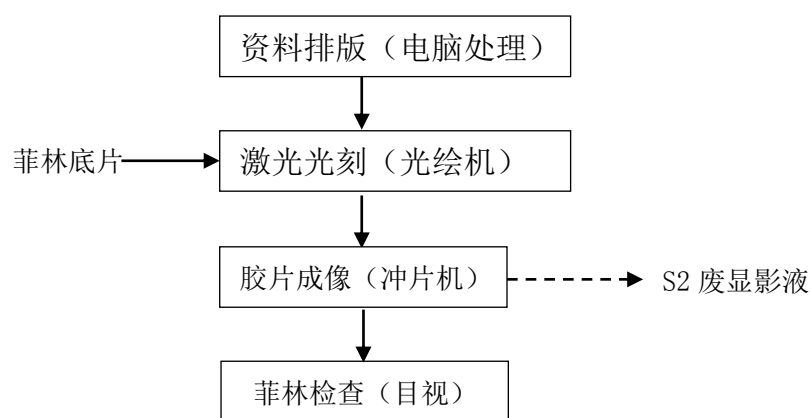 资料排版（电脑处理）
菲林底片
激光光刻（光绘机）
胶片成像（冲片机）
S2 废显影液
菲林检查（目视）